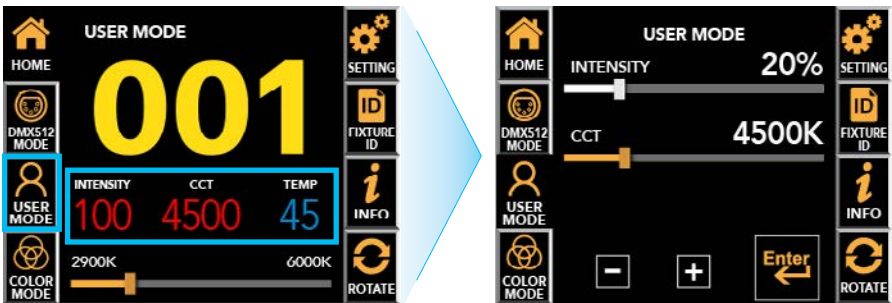 USER MODE
001
HOME
DMX512
MODE
USER
MODE
COLOR
MODE
INTENSITY CCT TEMP
100 4500 45
2900K 6000K
SETTING
ID
FIXTURE
ID
i
INFO
ROTATE
USER MODE
INTENSITY 20%
CCT 4500K
Enter
HOME
DMX512
MODE
USER
MODE
COLOR
MODE
SETTING
ID
FIXTURE
ID
i
INFO
ROTATE